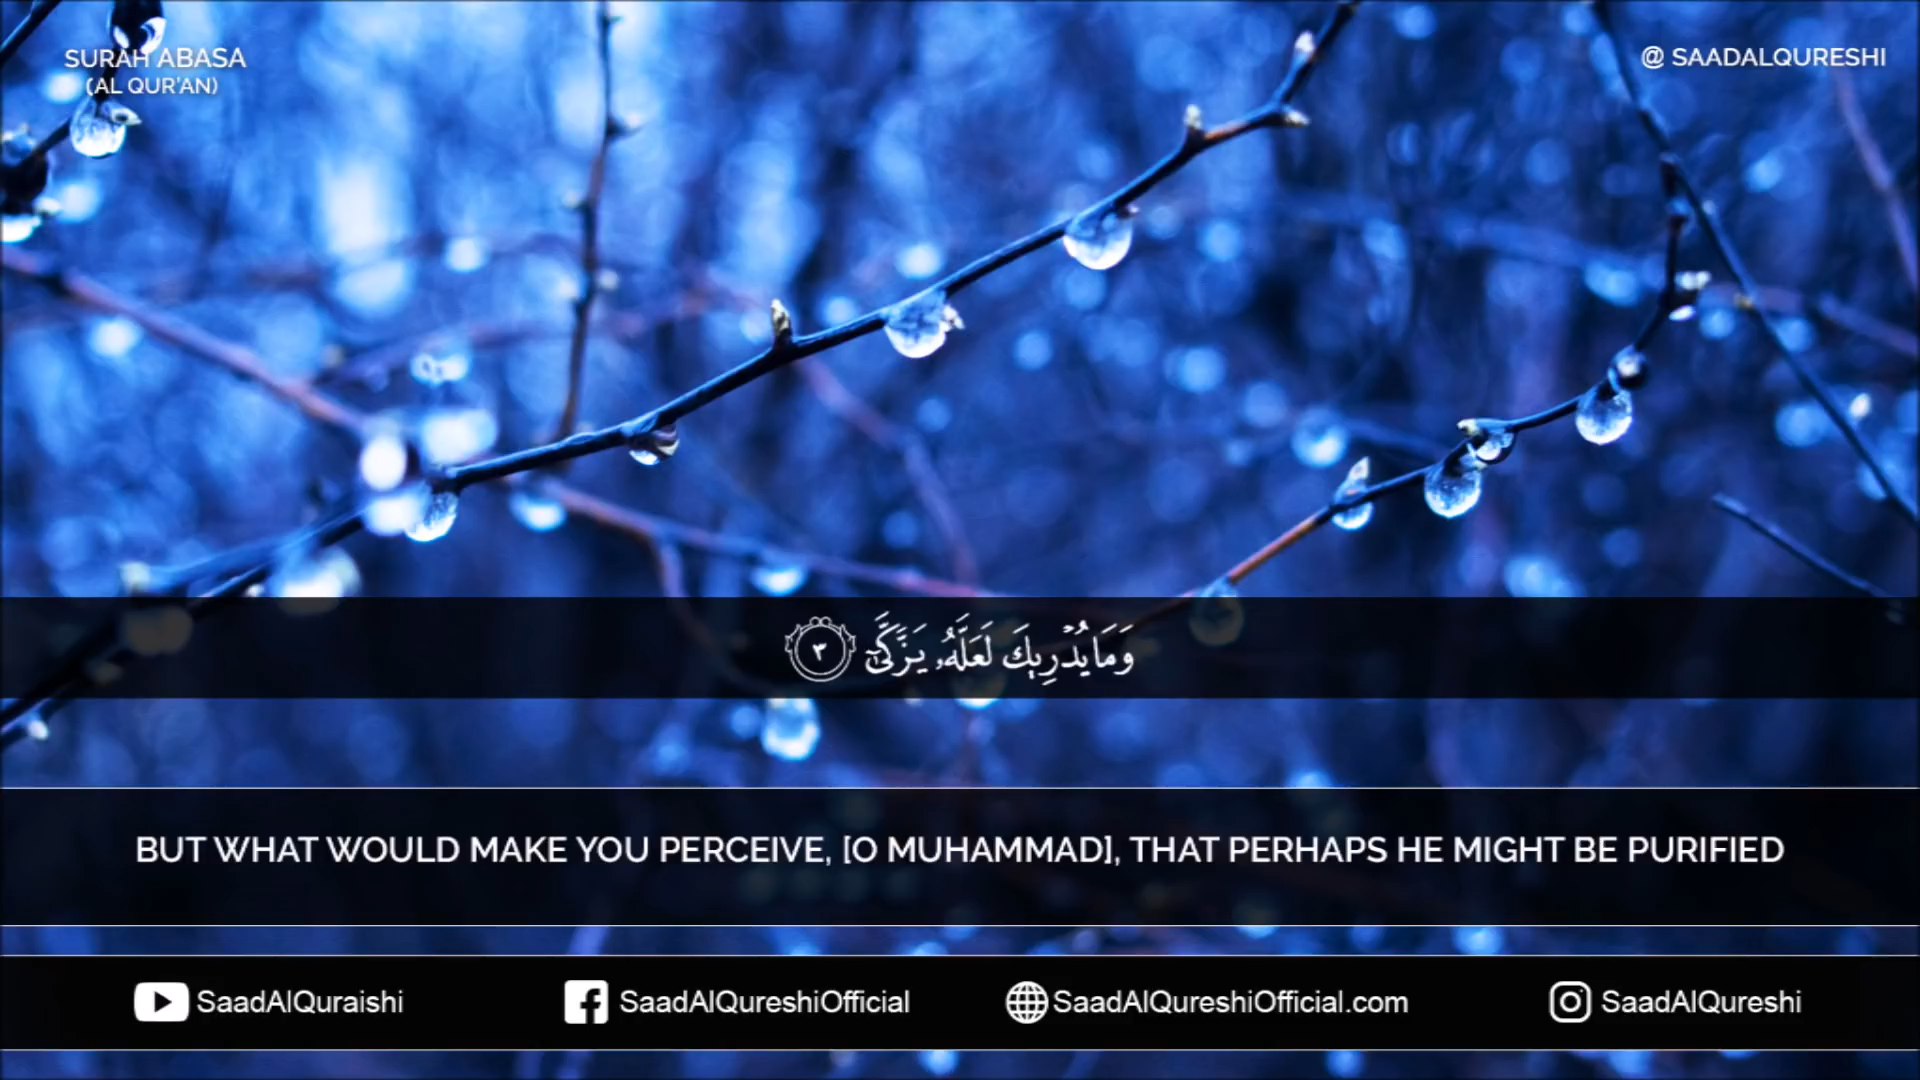 SURAH ABASA
(AL QUR'AN)
@ SAADALQURESHI
وَمَا يُدْرِيكَ لَعَلَّهُۥ يَزَّكَّىٰٓ ٣
BUT WHAT WOULD MAKE YOU PERCEIVE, [O MUHAMMAD], THAT PERHAPS HE MIGHT BE PURIFIED
SaadAlQuraishi
SaadAlQureshiOfficial
SaadAlQureshiOfficial.com
SaadAlQureshi